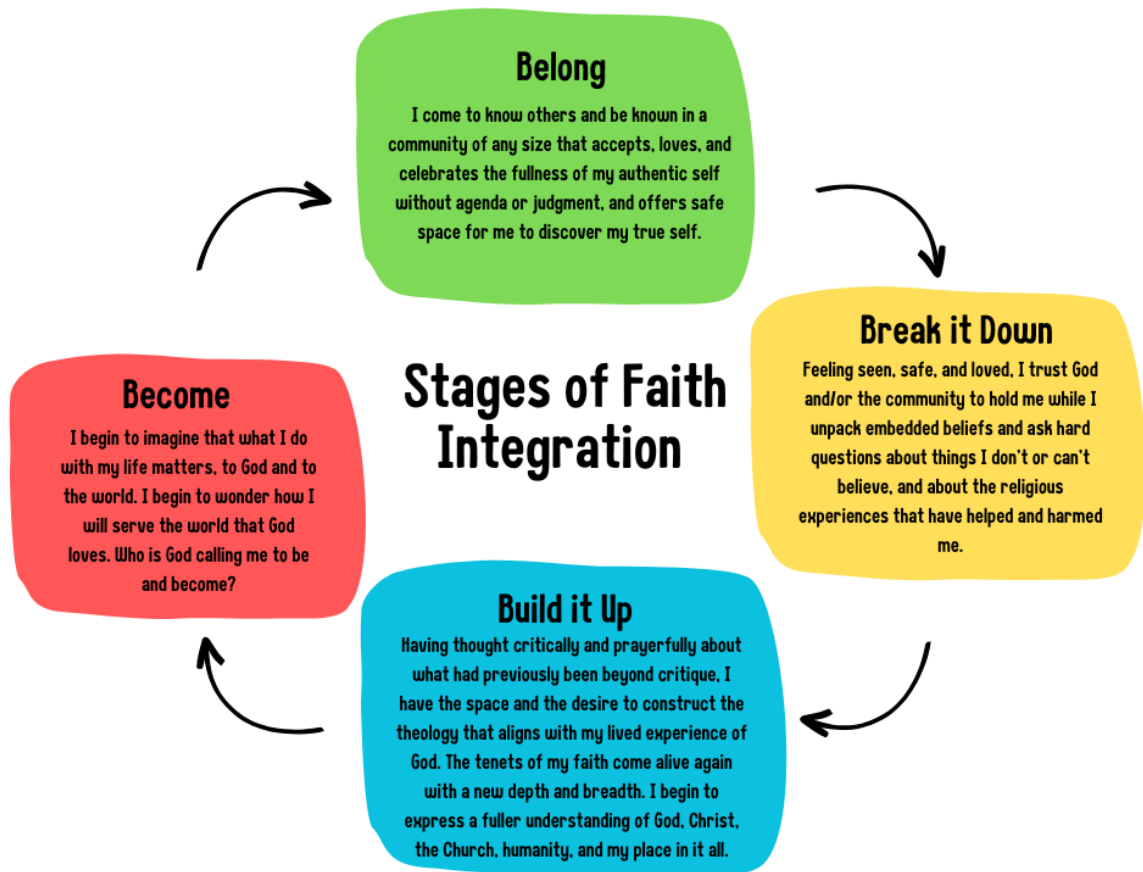 Belong
I come to know others and be known in a
community of any size that accepts, loves, and
celebrates the fullness of my authentic self
without agenda or judgment, and offers safe
space for me to discover my true self.
Break it Down
Feeling seen, safe, and loved, I trust God
and/or the community to hold me while I
unpack embedded beliefs and ask hard
questions about things I don't or can't
believe, and about the religious
experiences that have helped and harmed
me.
Stages of Faith
Integration
Become
I begin to imagine that what I do
with my life matters, to God and to
the world. I begin to wonder how I
will serve the world that God
loves. Who is God calling me to be
and become?
Build it Up
Having thought critically and prayerfully about
what had previously been beyond critique, I
have the space and the desire to construct the
theology that aligns with my lived experience of
God. The tenets of my faith come alive again
with a new depth and breadth. I begin to
express a fuller understanding of God, Christ,
the Church, humanity, and my place in it all.